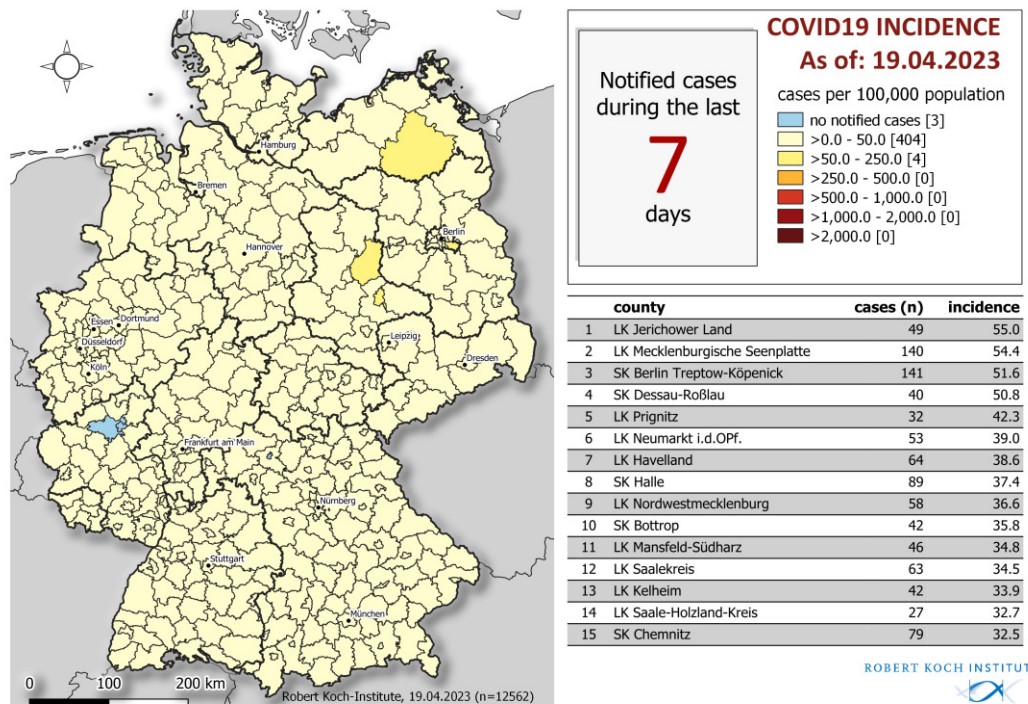 Hamburg
Bremen
Berlin
Hannover
Essen
Dortmund
Düsseldorf
Leipzig
Köln
Dresden
Frankfurt am Main
Nürnberg
Stuttgart
München
0 100 200 km
Robert Koch-Institute, 19.04.2023 (n=12562)
Notified cases
during the last
7
days
COVID19 INCIDENCE
As of: 19.04.2023
cases per 100,000 population
no notified cases [3]
>0.0 - 50.0 [404]
>50.0 - 250.0 [4]
>250.0 - 500.0 [0]
>500.0 - 1,000.0 [0]
>1,000.0 - 2,000.0 [0]
>2,000.0 [0]
county cases (n) incidence
1 LK Jerichower Land 49 55.0
2 LK Mecklenburgische Seenplatte 140 54.4
3 SK Berlin Treptow-Köpenick 141 51.6
4 SK Dessau-Roßlau 40 50.8
5 LK Prignitz 32 42.3
6 LK Neumarkt i.d.OPf. 53 39.0
7 LK Havelland 64 38.6
8 SK Halle 89 37.4
9 LK Nordwestmecklenburg 58 36.6
10 SK Bottrop 42 35.8
11 LK Mansfeld-Südharz 46 34.8
12 LK Saalekreis 63 34.5
13 LK Kelheim 42 33.9
14 LK Saale-Holzland-Kreis 27 32.7
15 SK Chemnitz 79 32.5
ROBERT KOCH INSTITUT